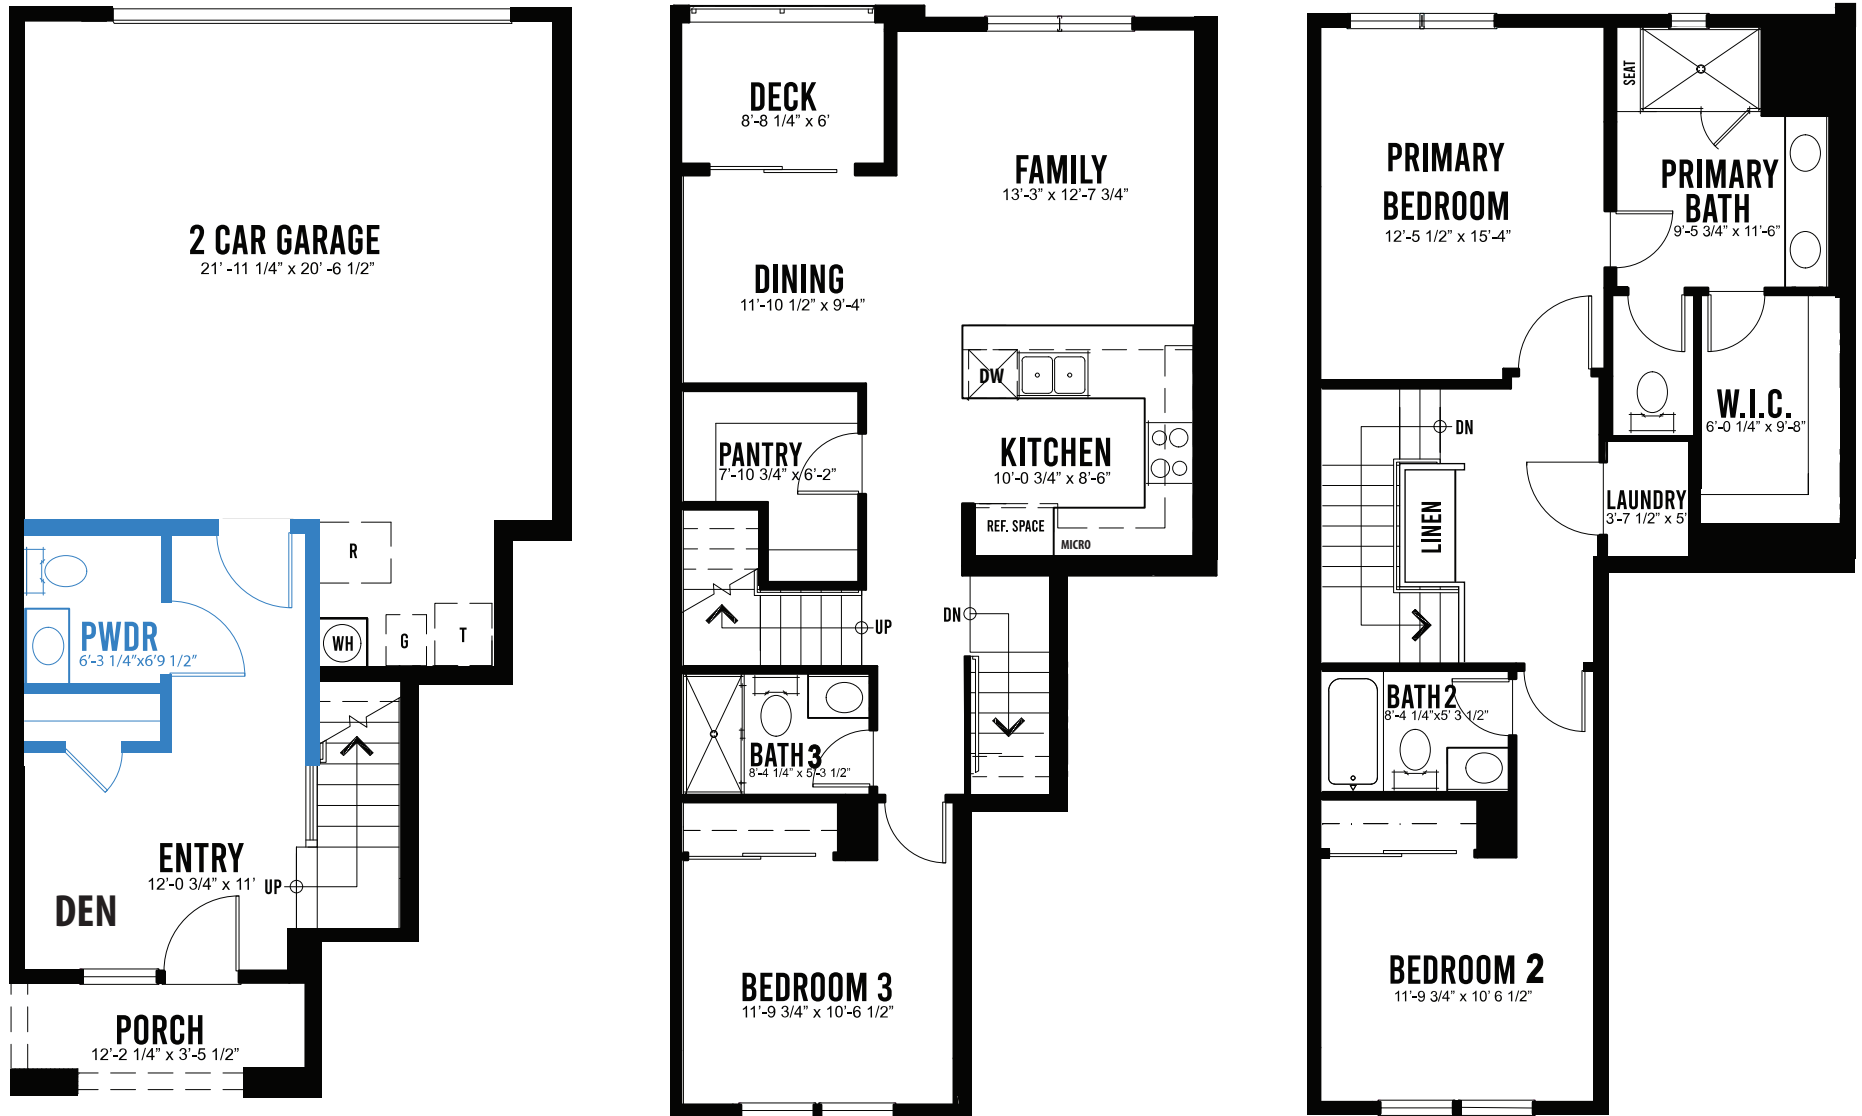 2 CAR GARAGE
21' -11 1/4" x 20' -6 1/2"
R
WH
G
T
PWDR
6'-3 1/4"x6'9 1/2"
ENTRY
12'-0 3/4" x 11'
UP
DEN
PORCH
12'-2 1/4" x 3'-5 1/2"
DECK
8'-8 1/4" x 6'
FAMILY
13'-3" x 12'-7 3/4"
DINING
11'-10 1/2" x 9'-4"
DW
KITCHEN
10'-0 3/4" x 8'-6"
PANTRY
7'-10 3/4" x 6'-2"
REF. SPACE
MICRO
UP
DN
BATH 3
8'-4 1/4" x 5'-3 1/2"
BEDROOM 3
11'-9 3/4" x 10'-6 1/2"
SEAT
PRIMARY
BEDROOM
12'-5 1/2" x 15'-4"
PRIMARY
BATH
9'-5 3/4" x 11'-6"
W.I.C.
6'-0 1/4" x 9'-8"
DN
LINEN
LAUNDRY
3'-7 1/2" x 5'
BATH 2
8'-4 1/4"x5' 3 1/2"
BEDROOM 2
11'-9 3/4" x 10' 6 1/2"